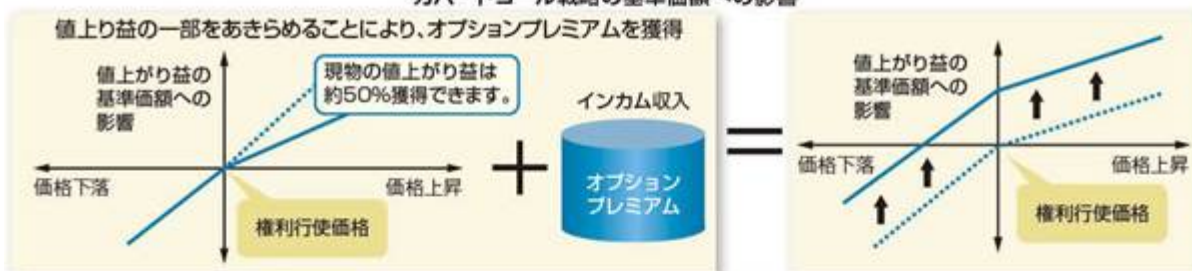 値上り益の一部をあきらめることにより、オプションプレミアムを獲得
値上がり益の
基準価額への
影響
現物の値上がり益は
約50%獲得できます。
価格下落
価格上昇
権利行使価格
+
インカム収入
オプション
プレミアム
=
値上がり益の
基準価額への
影響
価格下落
価格上昇
権利行使価格